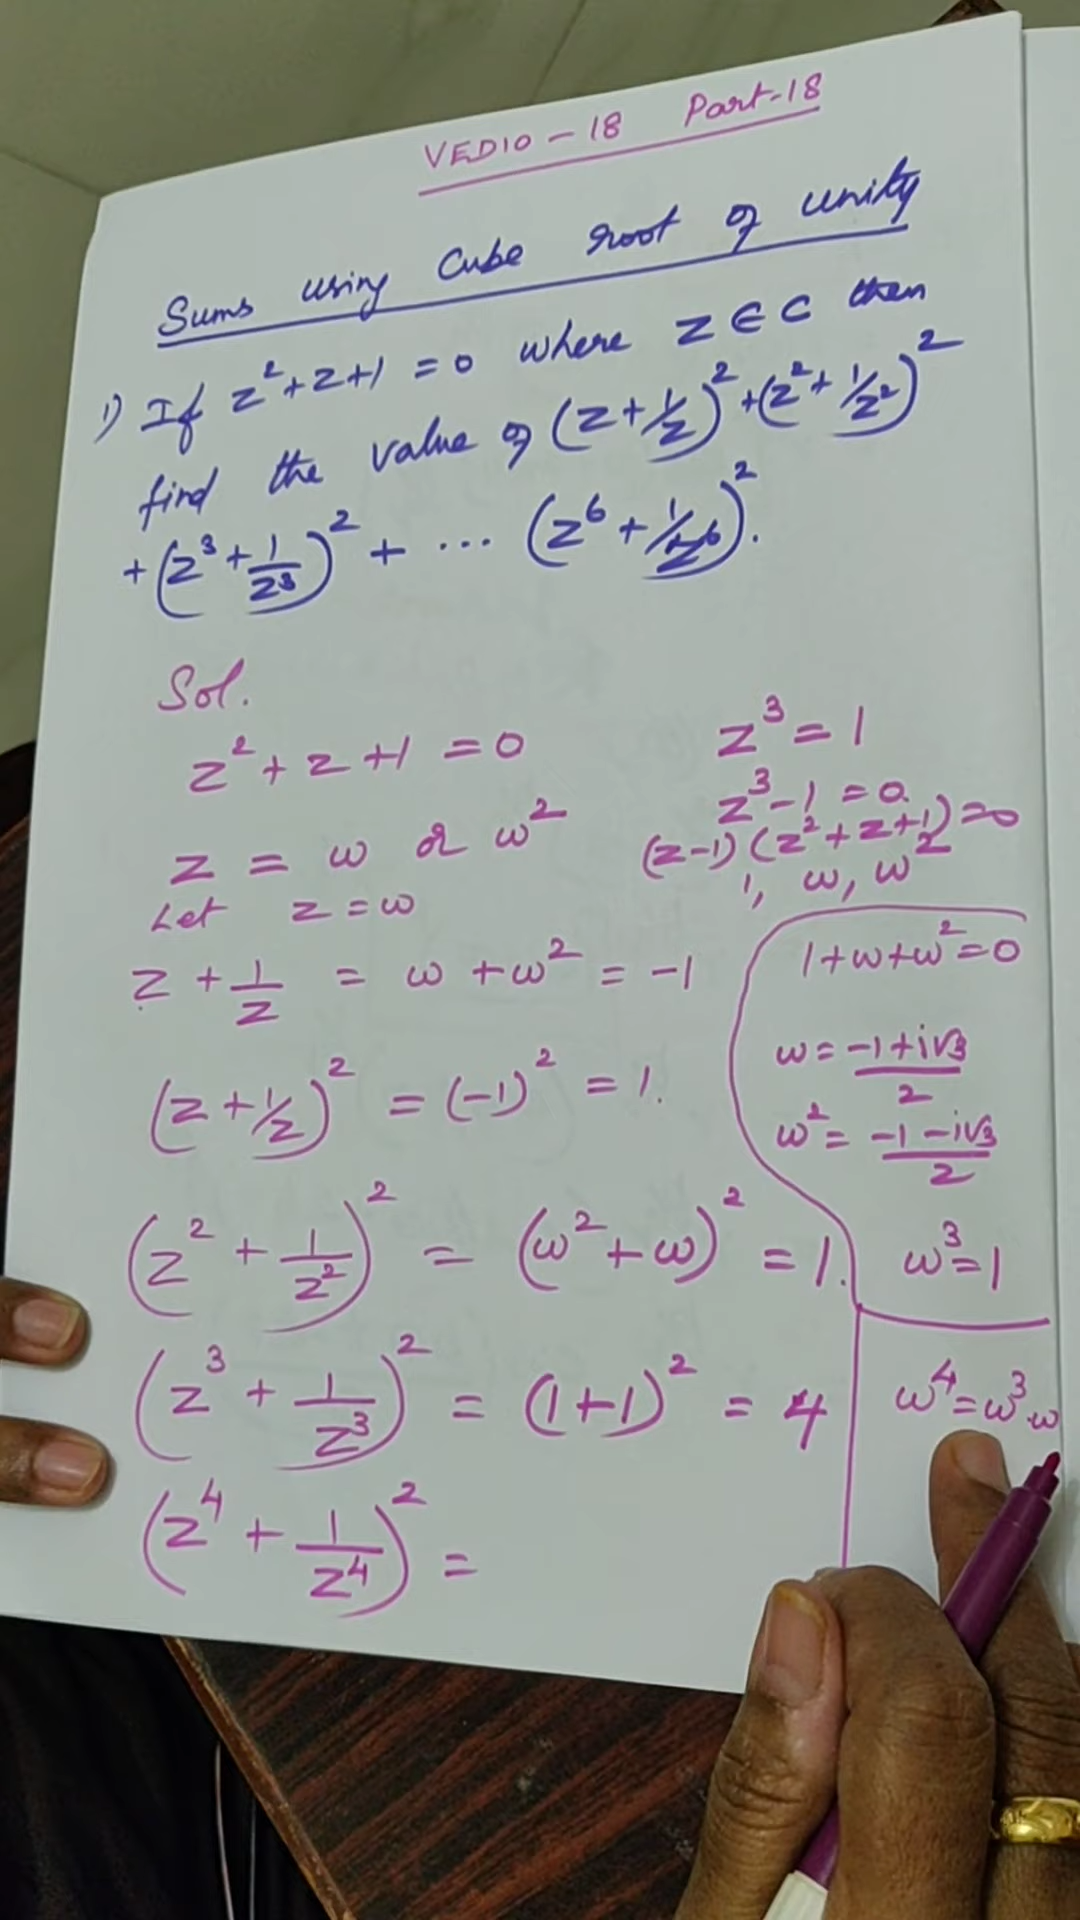 VEDIO - 18 Part-18
Sums using Cube root of unity
1) If z²+z+1 = 0 where z ∈ C then
find the value of (z+1/z)²+(z²+1/z²)²
+(z³+1/z³)² + ... (z⁶+1/z⁶)².
Sol.
z²+z+1 = 0
z = ω or ω²
Let z = ω
z + 1/z = ω + ω² = -1
(z+1/z)² = (-1)² = 1.
(z² + 1/z²)² = (ω²+ω)² = 1.
(z³ + 1/z³)² = (1+1)² = 4
(z⁴ + 1/z⁴)² =
z³ = 1
z³-1 = 0.
(z-1)(z²+z+1)=0
1, ω, ω²
1+ω+ω²=0
ω = (-1+i√3)/2
ω² = (-1-i√3)/2
ω³=1
ω⁴=ω³.ω